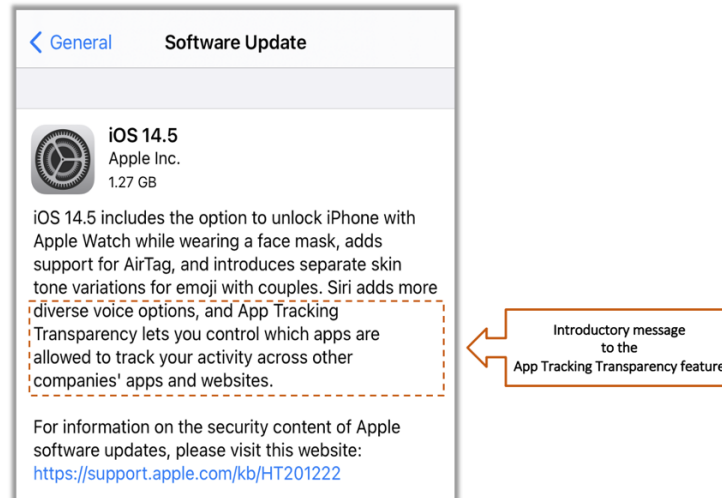 General
Software Update
iOS 14.5
Apple Inc.
1.27 GB
iOS 14.5 includes the option to unlock iPhone with
Apple Watch while wearing a face mask, adds
support for AirTag, and introduces separate skin
tone variations for emoji with couples. Siri adds more
diverse voice options, and App Tracking
Transparency lets you control which apps are
allowed to track your activity across other
companies' apps and websites.
For information on the security content of Apple
software updates, please visit this website:
https://support.apple.com/kb/HT201222
Introductory message
to the
App Tracking Transparency feature